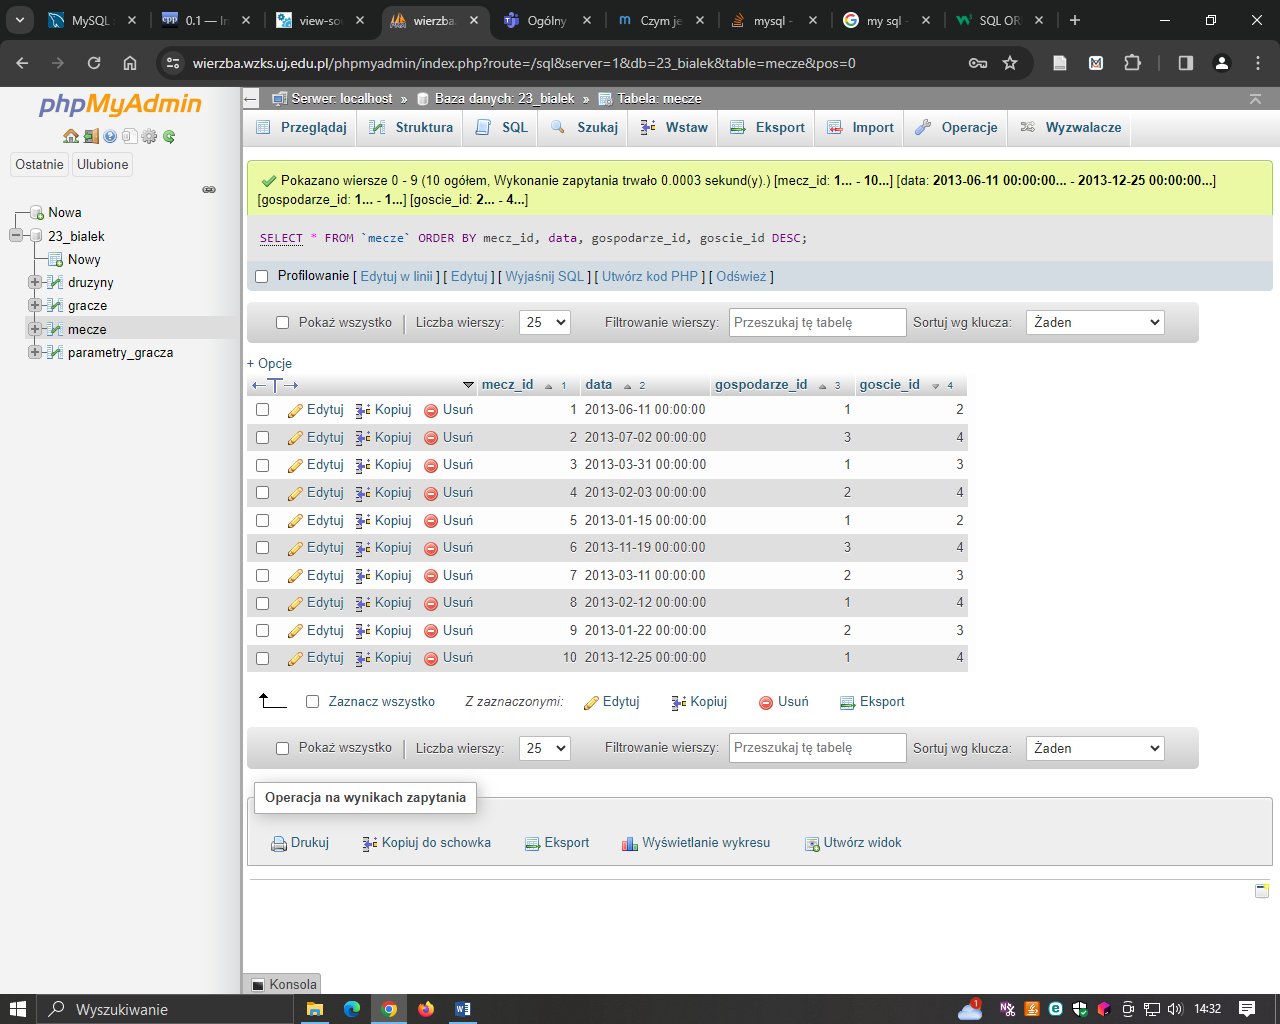 MySQL :
0.1 — In
view-sou
wierzba.
Ogólny
Czym je
mysql -
my sql -
SQL OR
wierzba.wzks.uj.edu.pl/phpmyadmin/index.php?route=/sql&server=1&db=23_bialek&table=mecze&pos=0
phpMyAdmin
Ostatnie Ulubione
Nowa
23_bialek
Nowy
druzyny
gracze
mecze
parametry_gracza
Serwer: localhost » Baza danych: 23_bialek » Tabela: mecze
Przeglądaj Struktura SQL Szukaj Wstaw Eksport Import Operacje Wyzwalacze
Pokazano wiersze 0 - 9 (10 ogółem, Wykonanie zapytania trwało 0.0003 sekund(y).) [mecz_id: 1... - 10...] [data: 2013-06-11 00:00:00... - 2013-12-25 00:00:00...]
[gospodarze_id: 1... - 1...] [goscie_id: 2... - 4...]
SELECT * FROM `mecze` ORDER BY mecz_id, data, gospodarze_id, goscie_id DESC;
Profilowanie [ Edytuj w linii ] [ Edytuj ] [ Wyjaśnij SQL ] [ Utwórz kod PHP ] [ Odśwież ]
Pokaż wszystko | Liczba wierszy: 25 Filtrowanie wierszy: Przeszukaj tę tabelę Sortuj wg klucza: Żaden
+ Opcje
←T→ mecz_id 1 data 2 gospodarze_id 3 goscie_id 4
Edytuj Kopiuj Usuń 1 2013-06-11 00:00:00 1 2
Edytuj Kopiuj Usuń 2 2013-07-02 00:00:00 3 4
Edytuj Kopiuj Usuń 3 2013-03-31 00:00:00 1 3
Edytuj Kopiuj Usuń 4 2013-02-03 00:00:00 2 4
Edytuj Kopiuj Usuń 5 2013-01-15 00:00:00 1 2
Edytuj Kopiuj Usuń 6 2013-11-19 00:00:00 3 4
Edytuj Kopiuj Usuń 7 2013-03-11 00:00:00 2 3
Edytuj Kopiuj Usuń 8 2013-02-12 00:00:00 1 4
Edytuj Kopiuj Usuń 9 2013-01-22 00:00:00 2 3
Edytuj Kopiuj Usuń 10 2013-12-25 00:00:00 1 4
Zaznacz wszystko Z zaznaczonymi: Edytuj Kopiuj Usuń Eksport
Pokaż wszystko | Liczba wierszy: 25 Filtrowanie wierszy: Przeszukaj tę tabelę Sortuj wg klucza: Żaden
Operacja na wynikach zapytania
Drukuj Kopiuj do schowka Eksport Wyświetlanie wykresu Utwórz widok
Konsola
Wyszukiwanie
1
14:32